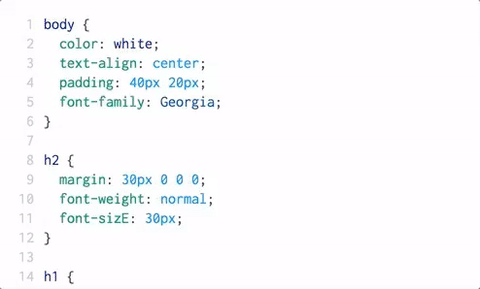 1 body {
2   color: white;
3   text-align: center;
4   padding: 40px 20px;
5   font-family: Georgia;
6 }
7
8 h2 {
9   margin: 30px 0 0 0;
10   font-weight: normal;
11   font-sizE: 30px;
12 }
13
14 h1 {